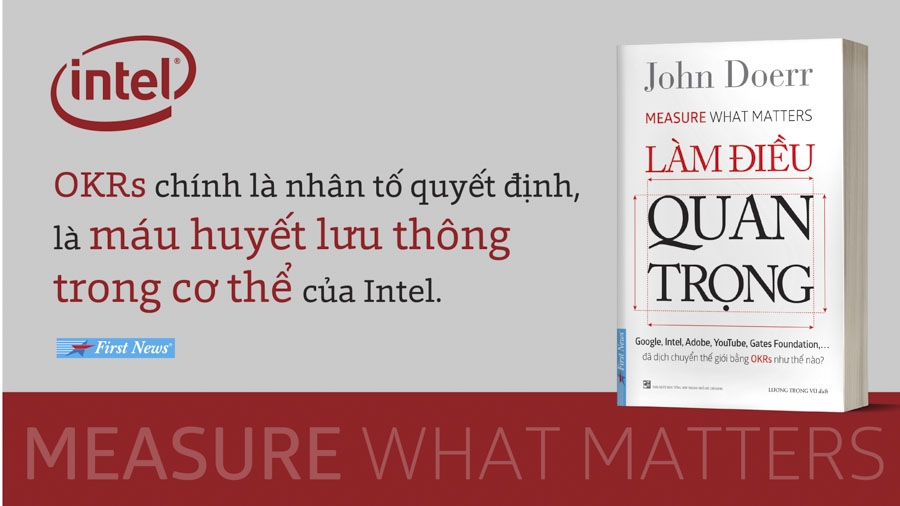 intel®
OKRs chính là nhân tố quyết định,
là máu huyết lưu thông
trong cơ thể của Intel.
First News
John Doerr
MEASURE WHAT MATTERS
LÀM ĐIỀU
QUAN
TRỌNG
Google, Intel, Adobe, YouTube, Gates Foundation,...
đã dịch chuyển thế giới bằng OKRs như thế nào?
First News
LƯƠNG TRỌNG VŨ dịch
MEASURE WHAT MATTERS